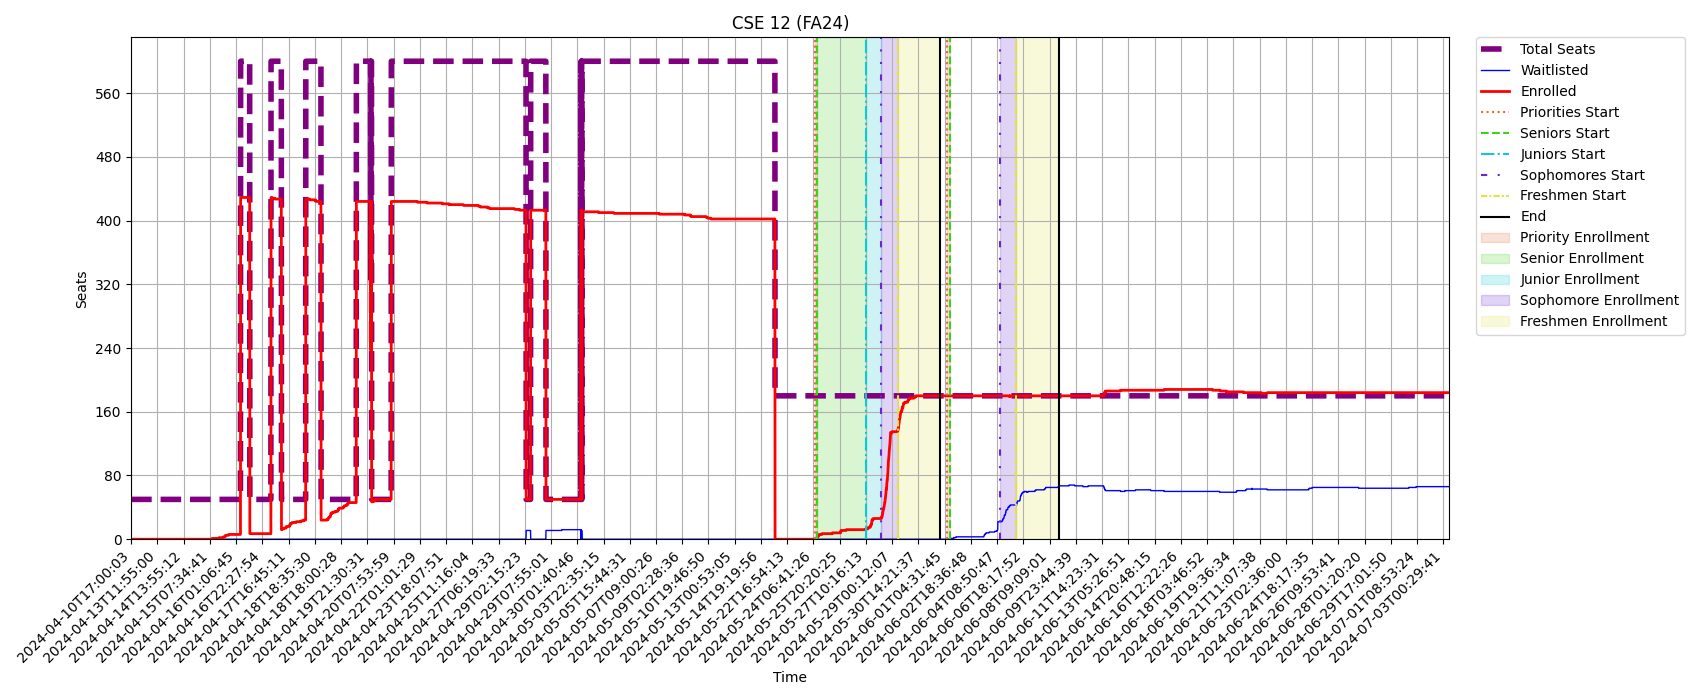 CSE 12 (FA24)
Total Seats
Waitlisted
Enrolled
Priorities Start
Seniors Start
Juniors Start
Sophomores Start
Freshmen Start
End
Priority Enrollment
Senior Enrollment
Junior Enrollment
Sophomore Enrollment
Freshmen Enrollment
Seats
560
480
400
320
240
160
80
0
2024-04-10T17:00:03
2024-04-13T11:55:00
2024-04-14T13:55:12
2024-04-15T07:34:41
2024-04-16T01:06:45
2024-04-16T22:27:54
2024-04-17T16:45:11
2024-04-18T18:35:30
2024-04-18T18:00:28
2024-04-19T21:30:31
2024-04-20T07:53:59
2024-04-22T01:01:29
2024-04-23T18:07:51
2024-04-25T11:16:04
2024-04-27T06:19:33
2024-04-29T02:15:23
2024-04-29T07:55:01
2024-04-30T01:40:46
2024-05-03T22:35:15
2024-05-05T15:44:31
2024-05-07T09:00:26
2024-05-09T02:28:36
2024-05-10T19:46:50
2024-05-13T00:53:05
2024-05-14T19:19:56
2024-05-22T16:54:13
2024-05-24T06:41:26
2024-05-25T20:20:25
2024-05-27T10:16:13
2024-05-29T00:12:07
2024-05-30T14:21:37
2024-06-01T04:31:45
2024-06-02T18:36:48
2024-06-04T08:50:47
2024-06-06T18:17:52
2024-06-08T09:09:01
2024-06-09T23:44:39
2024-06-11T14:23:31
2024-06-13T05:26:51
2024-06-14T20:48:15
2024-06-16T12:22:26
2024-06-18T03:46:52
2024-06-19T19:36:34
2024-06-21T11:07:38
2024-06-23T02:36:00
2024-06-24T18:17:35
2024-06-26T09:53:41
2024-06-28T01:20:20
2024-06-29T17:01:50
2024-07-01T08:53:24
2024-07-03T00:29:41
Time